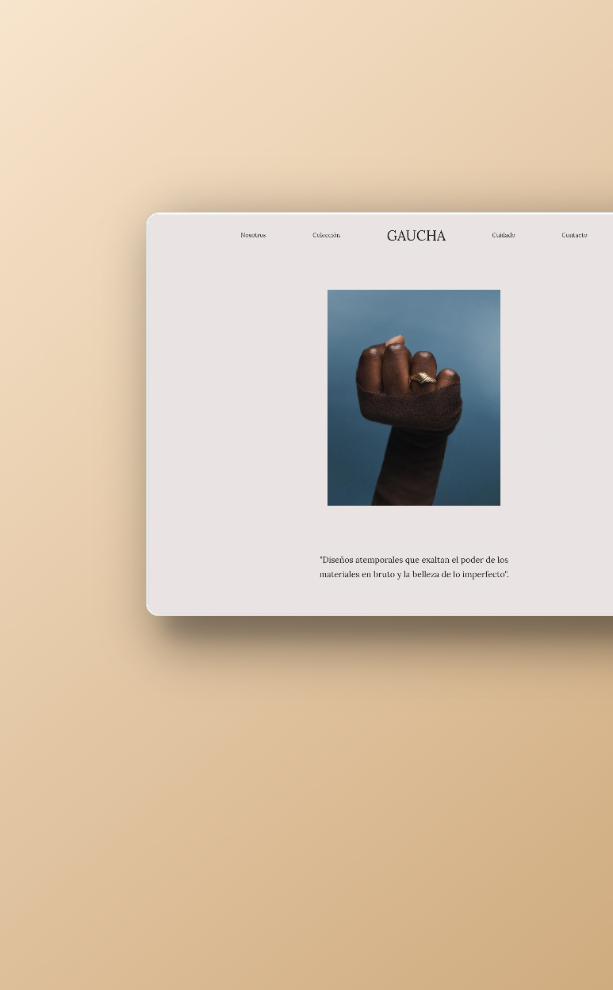 Nosotros Colección GAUCHA Cuidado Contacto
"Diseños atemporales que exaltan el poder de los
materiales en bruto y la belleza de lo imperfecto".